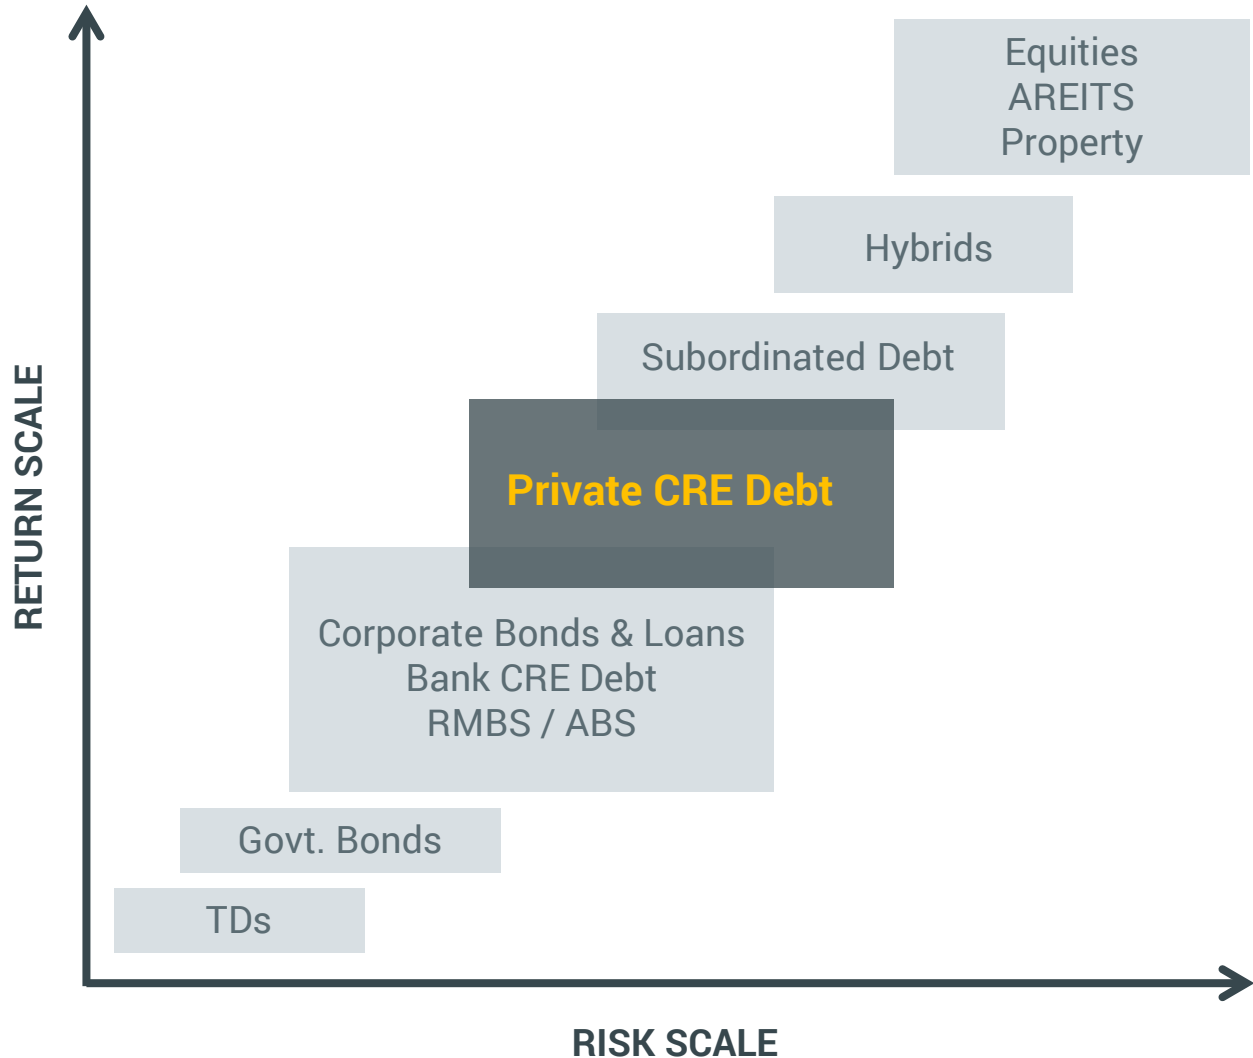 Equities
AREITS
Property
Hybrids
Subordinated Debt
Private CRE Debt
Corporate Bonds & Loans
Bank CRE Debt
RMBS / ABS
Govt. Bonds
TDs
RETURN SCALE
RISK SCALE